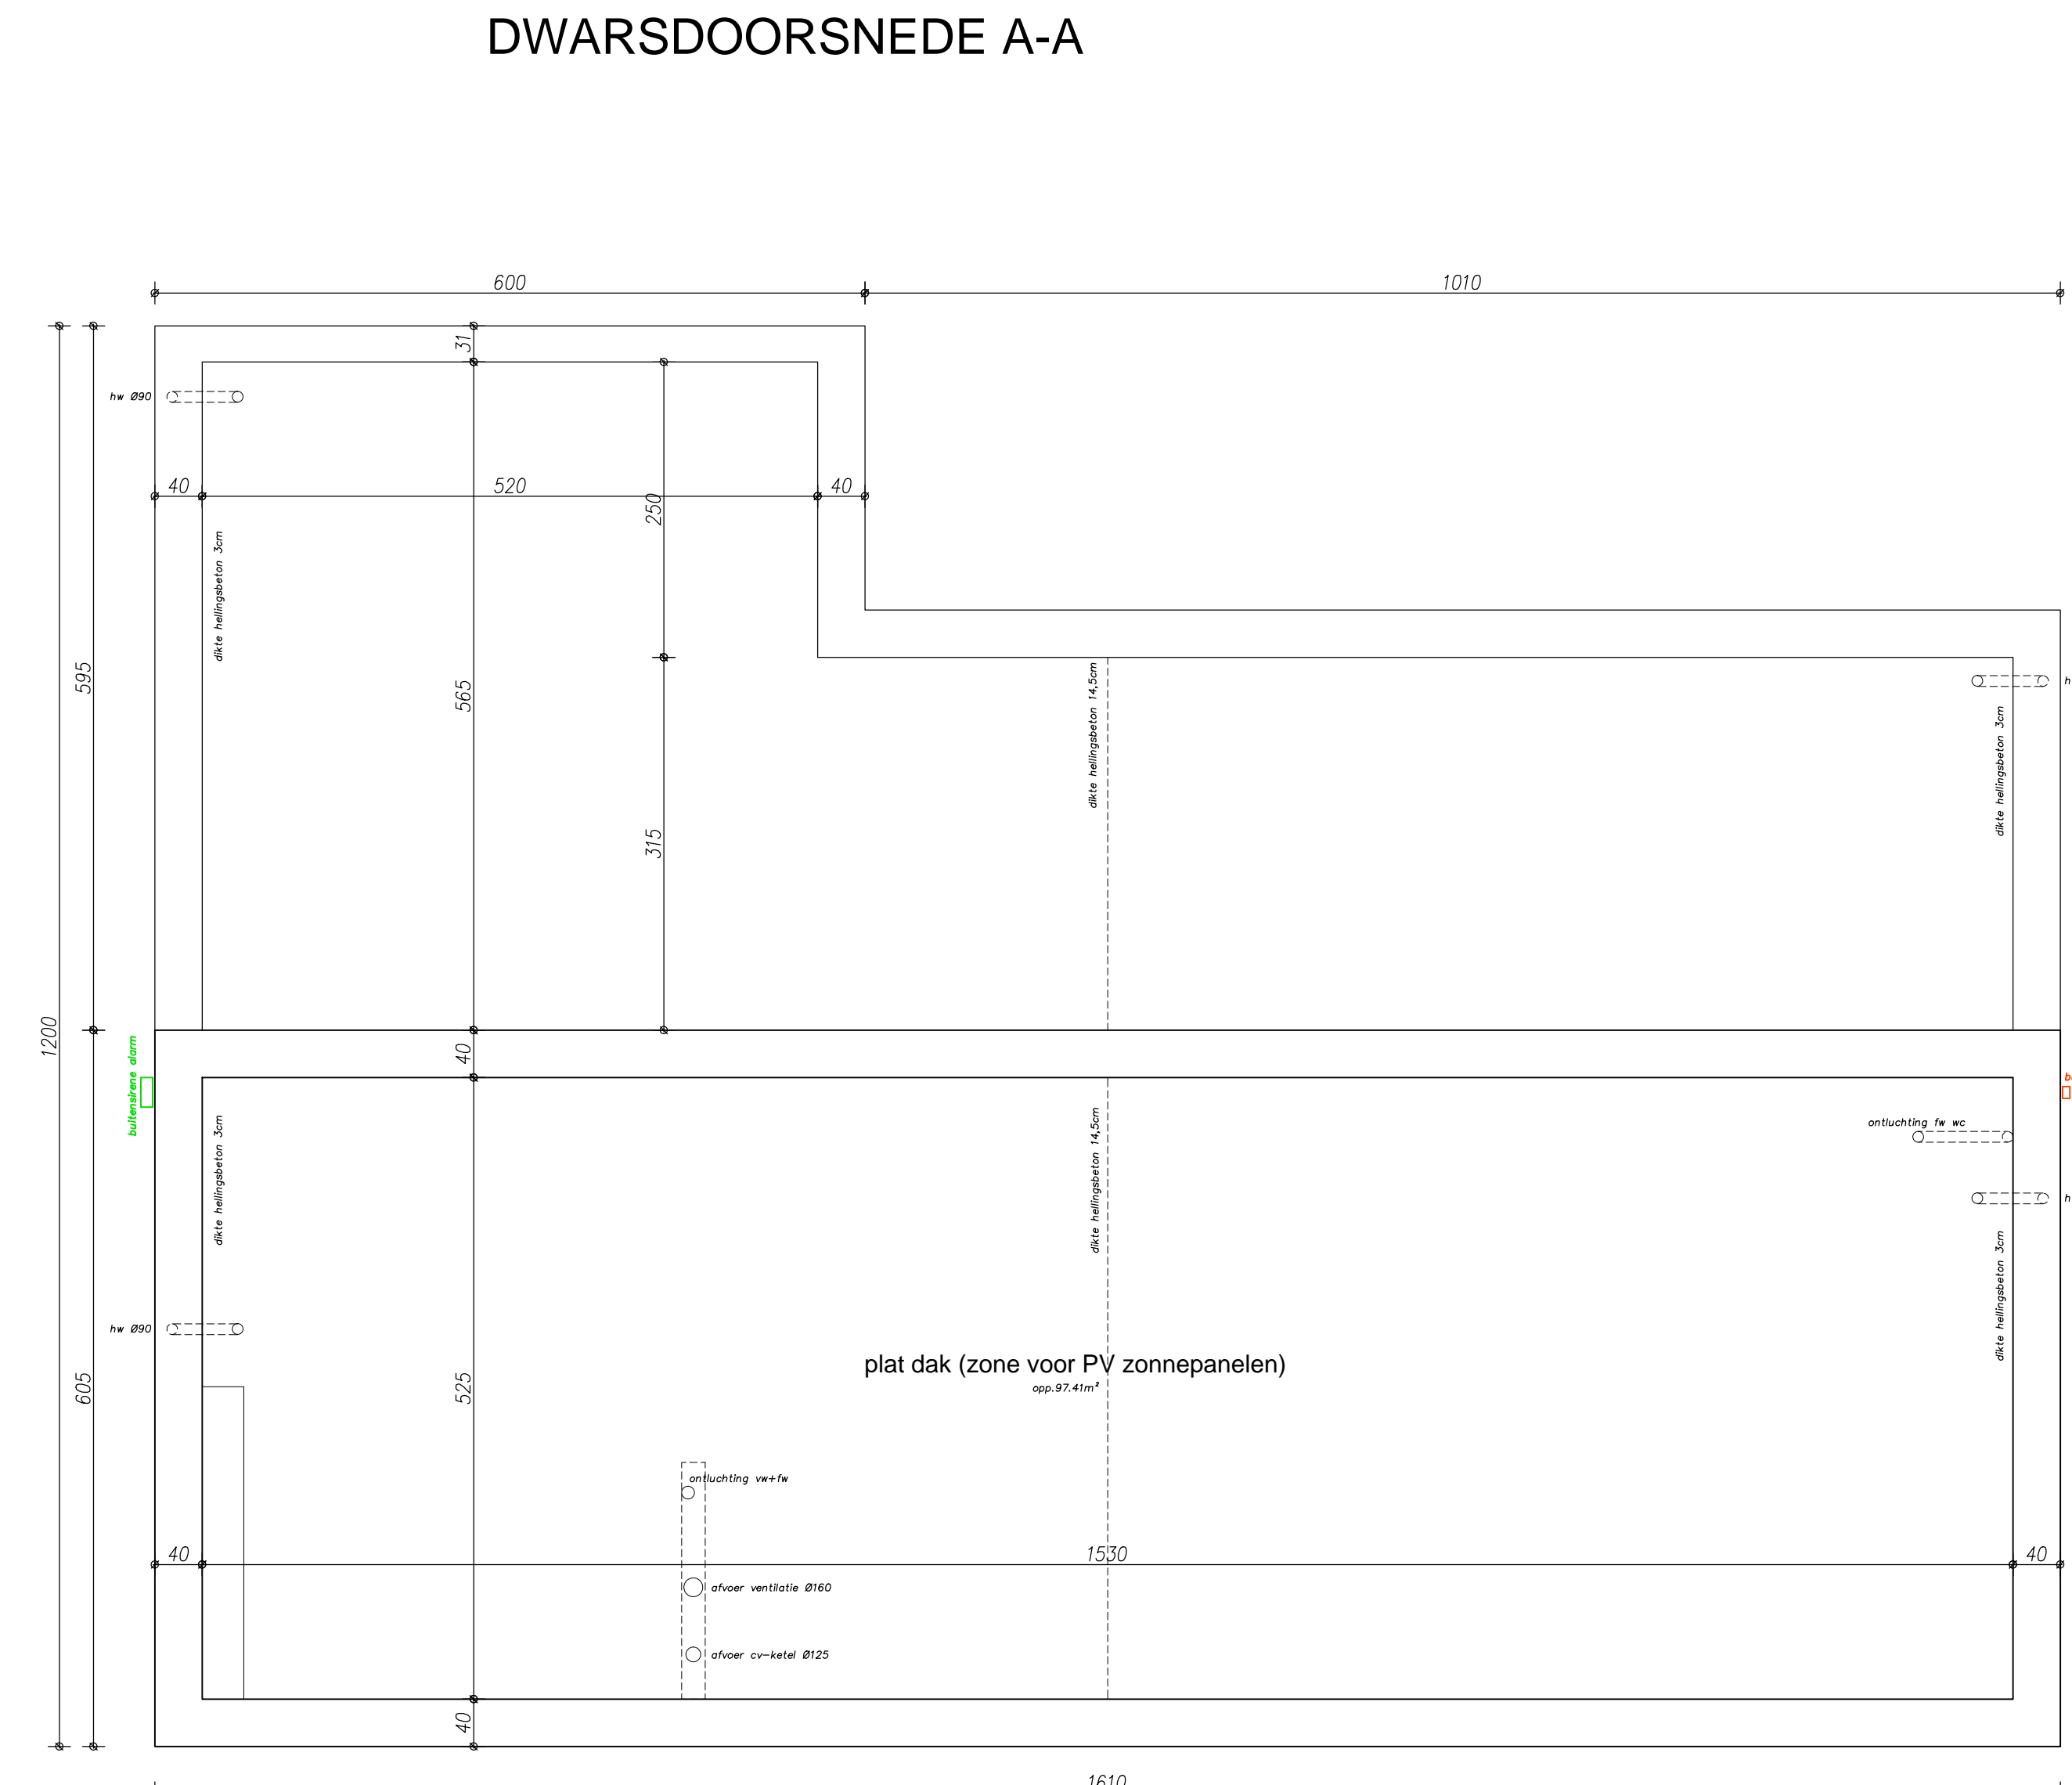 DWARSDOORSNEDE A-A
600
1010
31
hw Ø90
40
520
40
250
dikte hellingsbeton 3cm
595
565
dikte hellingsbeton 14,5cm
dikte hellingsbeton 3cm
315
1200
40
buitensirene alarm
ontluchting fw wc
dikte hellingsbeton 3cm
dikte hellingsbeton 14,5cm
dikte hellingsbeton 3cm
hw Ø90
plat dak (zone voor PV zonnepanelen)
opp.97.41m²
605
525
ontluchting vw+fw
40
1530
40
afvoer ventilatie Ø160
afvoer cv-ketel Ø125
40
1610